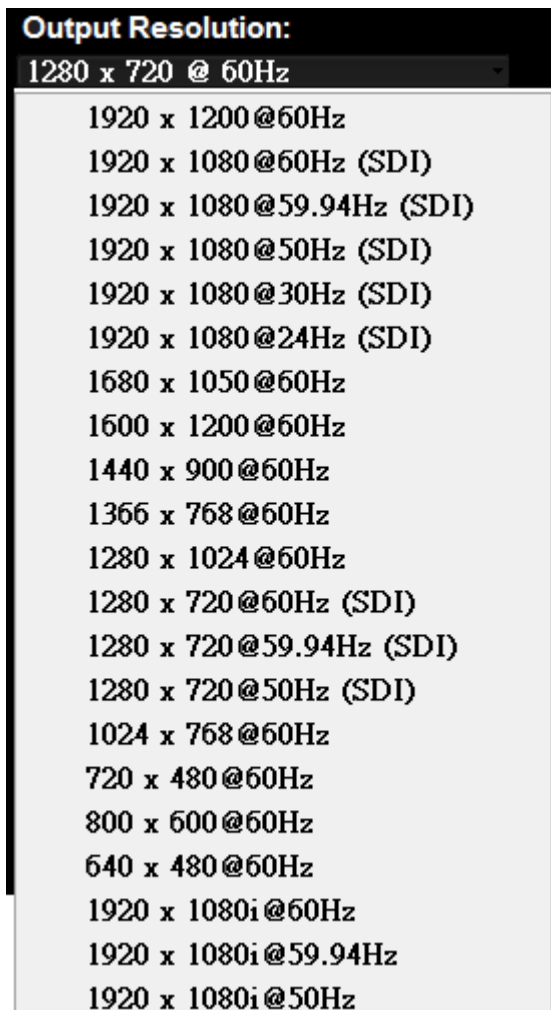 Output Resolution:
1280 x 720 @ 60Hz
1920 x 1200@60Hz
1920 x 1080@60Hz (SDI)
1920 x 1080@59.94Hz (SDI)
1920 x 1080@50Hz (SDI)
1920 x 1080@30Hz (SDI)
1920 x 1080@24Hz (SDI)
1680 x 1050@60Hz
1600 x 1200@60Hz
1440 x 900@60Hz
1366 x 768@60Hz
1280 x 1024@60Hz
1280 x 720@60Hz (SDI)
1280 x 720@59.94Hz (SDI)
1280 x 720@50Hz (SDI)
1024 x 768@60Hz
720 x 480@60Hz
800 x 600@60Hz
640 x 480@60Hz
1920 x 1080i@60Hz
1920 x 1080i@59.94Hz
1920 x 1080i@50Hz